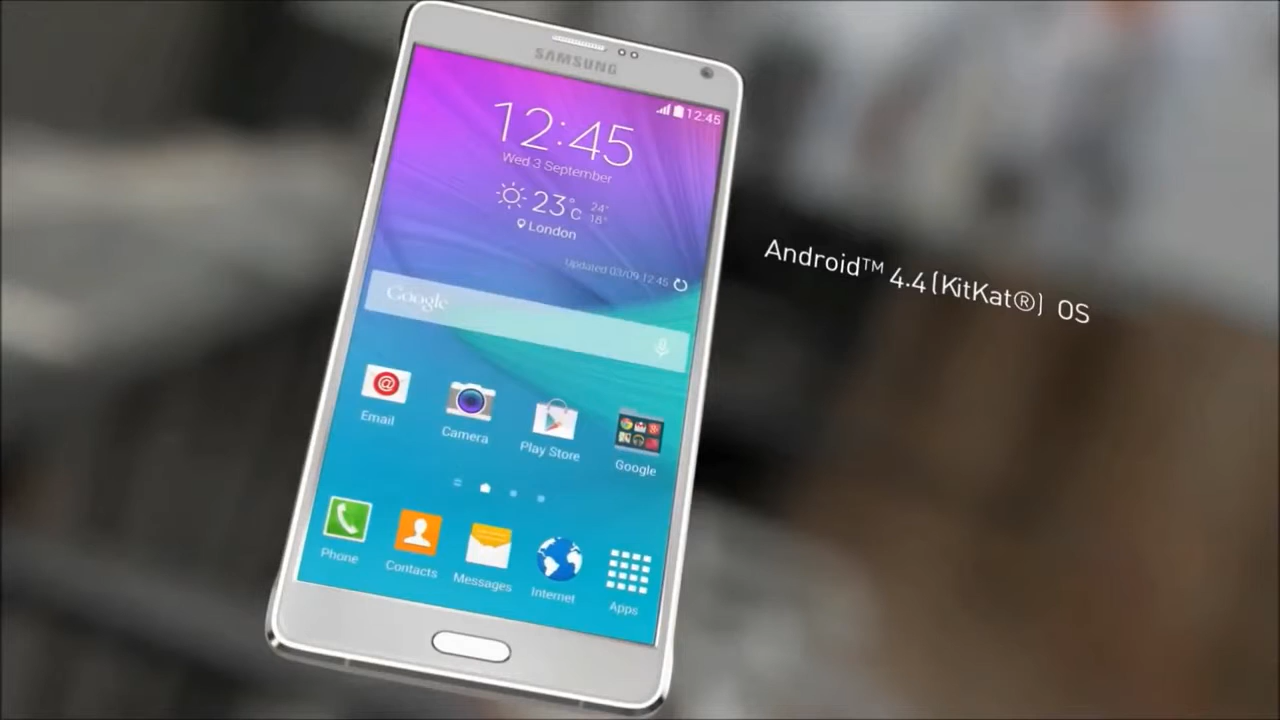 SAMSUNG
12:45
12:45
Wed 3 September
23°C
24°
18°
London
Updated 03/09 12:45
Google
Email
Camera
Play Store
Google
Phone
Contacts
Messages
Internet
Apps
Android™ 4.4(KitKat®) OS